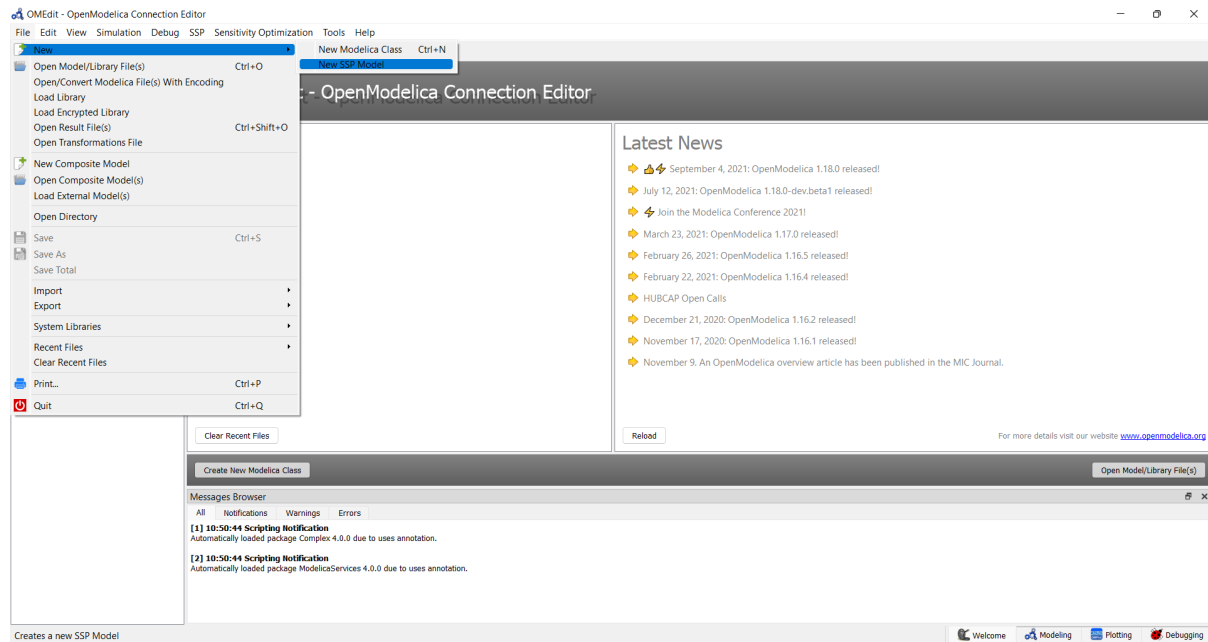 OMEdit - OpenModelica Connection Editor
File Edit View Simulation Debug SSP Sensitivity Optimization Tools Help
New
New Modelica Class Ctrl+N
New SSP Model
Open Model/Library File(s) Ctrl+O
Open/Convert Modelica File(s) With Encoding
Load Library
Load Encrypted Library
Open Result File(s) Ctrl+Shift+O
Open Transformations File
New Composite Model
Open Composite Model(s)
Load External Model(s)
Open Directory
Save Ctrl+S
Save As
Save Total
Import
Export
System Libraries
Recent Files
Clear Recent Files
Print... Ctrl+P
Quit Ctrl+Q
- OpenModelica Connection Editor
Latest News
September 4, 2021: OpenModelica 1.18.0 released!
July 12, 2021: OpenModelica 1.18.0-dev.beta1 released!
Join the Modelica Conference 2021!
March 23, 2021: OpenModelica 1.17.0 released!
February 26, 2021: OpenModelica 1.16.5 released!
February 22, 2021: OpenModelica 1.16.4 released!
HUBCAP Open Calls
December 21, 2020: OpenModelica 1.16.2 released!
November 17, 2020: OpenModelica 1.16.1 released!
November 9. An OpenModelica overview article has been published in the MIC Journal.
Clear Recent Files
Reload
For more details visit our website www.openmodelica.org
Create New Modelica Class
Open Model/Library File(s)
Messages Browser
All Notifications Warnings Errors
[1] 10:50:44 Scripting Notification
Automatically loaded package Complex 4.0.0 due to uses annotation.
[2] 10:50:44 Scripting Notification
Automatically loaded package ModelicaServices 4.0.0 due to uses annotation.
Creates a new SSP Model
Welcome Modeling Plotting Debugging